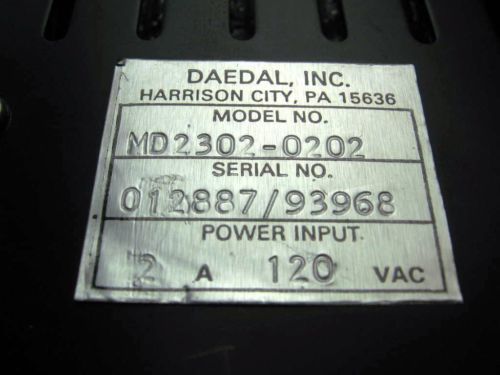 DAEDAL, INC.
HARRISON CITY, PA 15636
MODEL NO.
MD2302-0202
SERIAL NO.
012887/93968
POWER INPUT
2 A 120 VAC